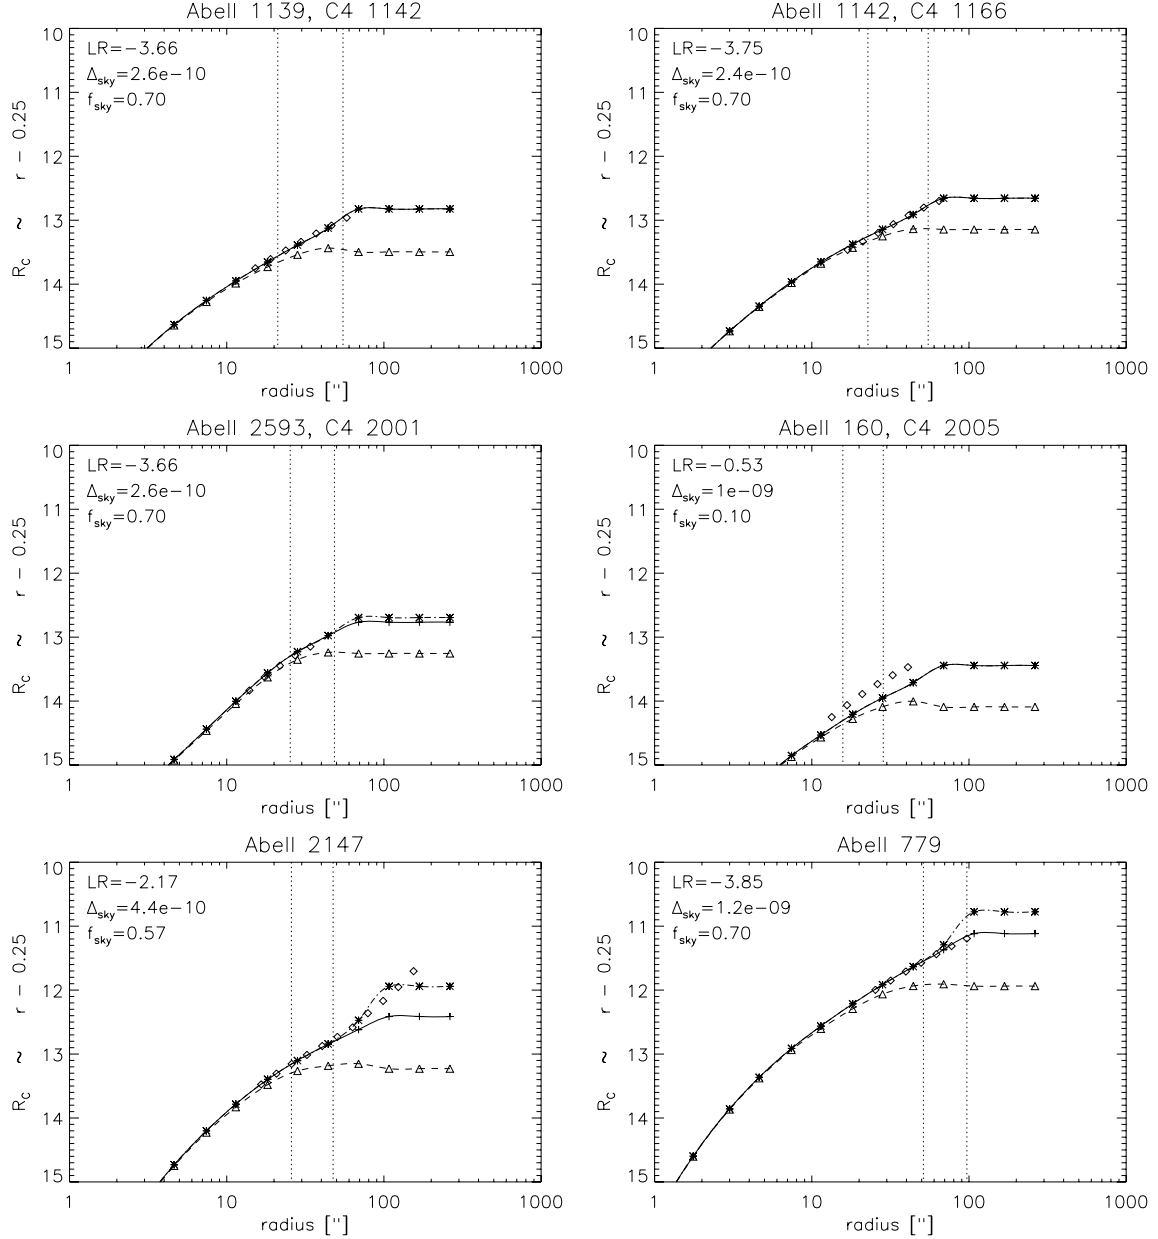 Abell 1139, C4 1142
LR=−3.66
Δsky=2.6e−10
fsky=0.70
10
11
12
13
14
15
R_C ~ r − 0.25
1 10 100 1000
radius ["]
Abell 1142, C4 1166
LR=−3.75
Δsky=2.4e−10
fsky=0.70
10
11
12
13
14
15
R_C ~ r − 0.25
1 10 100 1000
radius ["]
Abell 2593, C4 2001
LR=−3.66
Δsky=2.6e−10
fsky=0.70
10
11
12
13
14
15
R_C ~ r − 0.25
1 10 100 1000
radius ["]
Abell 160, C4 2005
LR=−0.53
Δsky=1e−09
fsky=0.10
10
11
12
13
14
15
R_C ~ r − 0.25
1 10 100 1000
radius ["]
Abell 2147
LR=−2.17
Δsky=4.4e−10
fsky=0.57
10
11
12
13
14
15
R_C ~ r − 0.25
1 10 100 1000
radius ["]
Abell 779
LR=−3.85
Δsky=1.2e−09
fsky=0.70
10
11
12
13
14
15
R_C ~ r − 0.25
1 10 100 1000
radius ["]